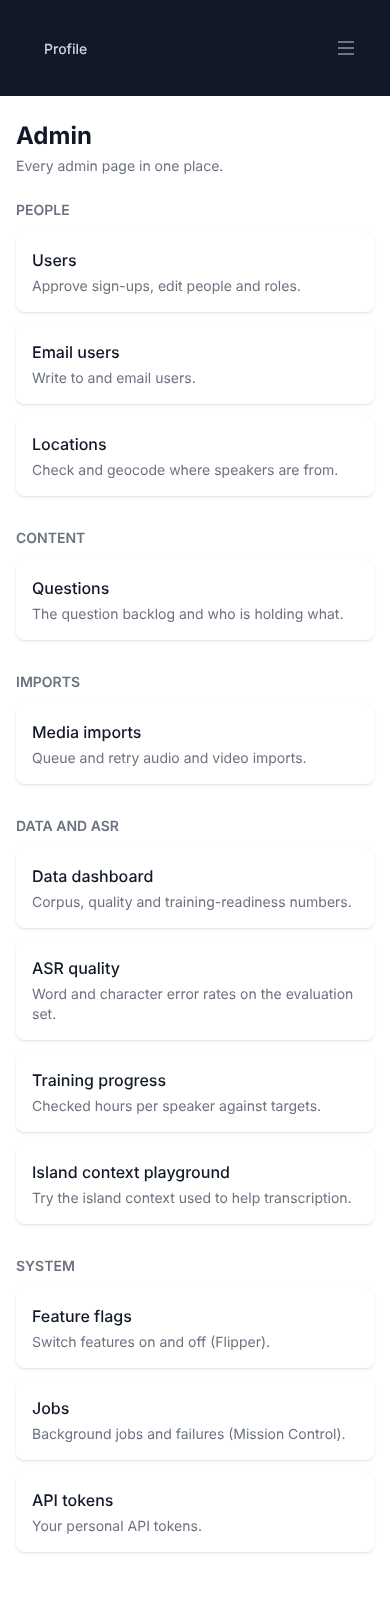 Profile
Admin
Every admin page in one place.
PEOPLE
Users
Approve sign-ups, edit people and roles.
Email users
Write to and email users.
Locations
Check and geocode where speakers are from.
CONTENT
Questions
The question backlog and who is holding what.
IMPORTS
Media imports
Queue and retry audio and video imports.
DATA AND ASR
Data dashboard
Corpus, quality and training-readiness numbers.
ASR quality
Word and character error rates on the evaluation
set.
Training progress
Checked hours per speaker against targets.
Island context playground
Try the island context used to help transcription.
SYSTEM
Feature flags
Switch features on and off (Flipper).
Jobs
Background jobs and failures (Mission Control).
API tokens
Your personal API tokens.